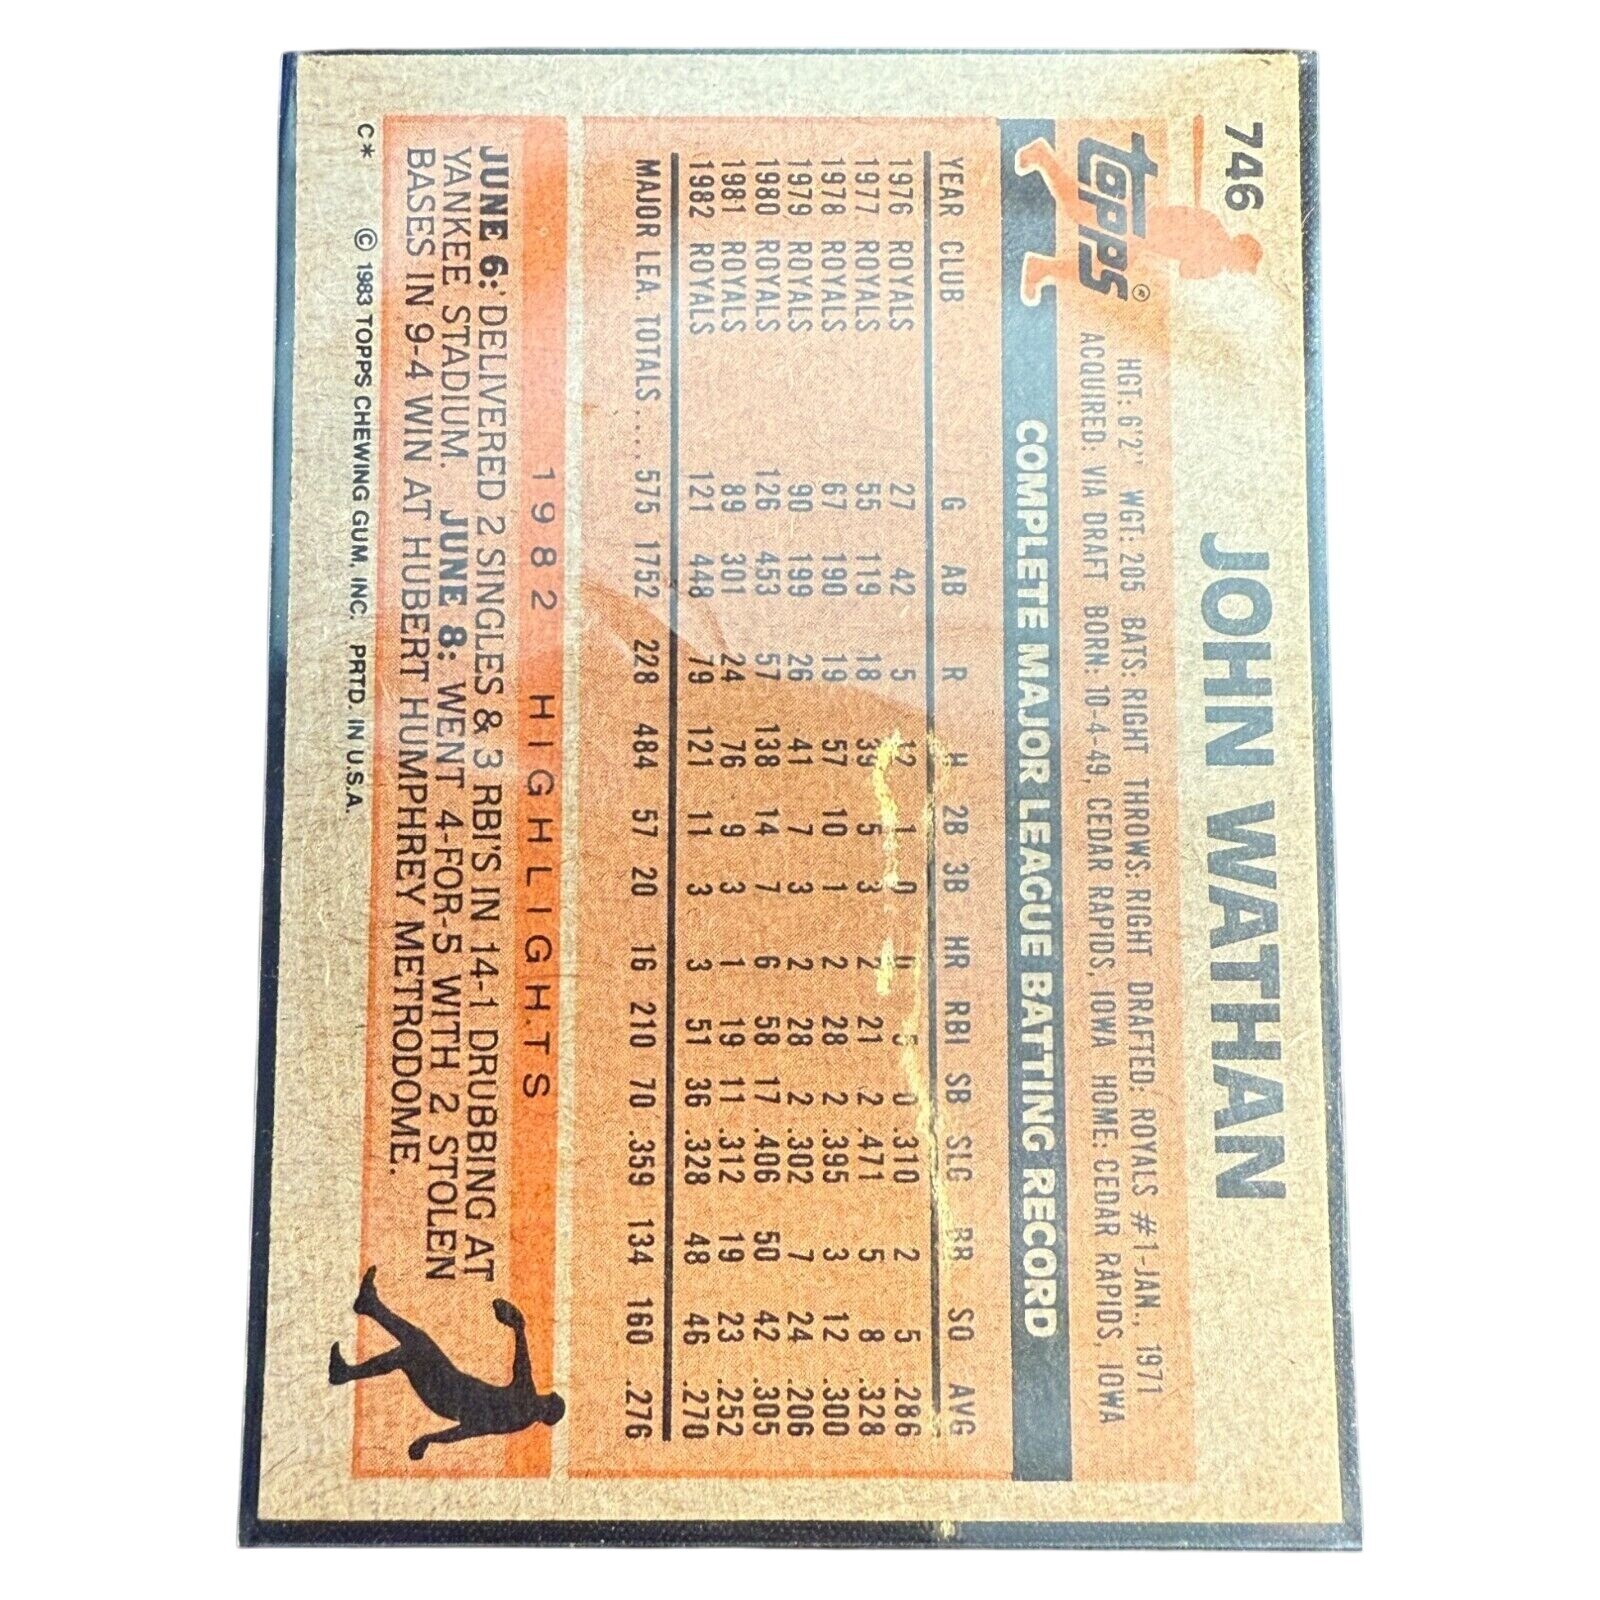 746
JOHN WATHAN
TOPPS®
HGT: 6'2" WGT: 205 BATS: RIGHT THROWS: RIGHT DRAFTED: ROYALS #1-JAN., 1971
ACQUIRED: VIA DRAFT BORN: 10-4-49, CEDAR RAPIDS, IOWA HOME: CEDAR RAPIDS, IOWA
COMPLETE MAJOR LEAGUE BATTING RECORD
YEAR CLUB G AB R H 2B 3B HR RBI SB SLG BB SO AVG
1976 ROYALS 27 42 5 12 1 0 0 5 0 .310 2 5 .286
1977 ROYALS 55 119 18 39 5 3 2 21 2 .471 5 8 .328
1978 ROYALS 67 190 19 57 10 1 2 28 2 .395 3 12 .300
1979 ROYALS 90 199 26 41 7 3 2 28 2 .302 7 24 .206
1980 ROYALS 126 453 57 138 14 7 6 58 17 .406 50 42 .305
1981 ROYALS 89 301 24 76 9 3 1 19 11 .312 19 23 .252
1982 ROYALS 121 448 79 121 11 3 3 51 36 .328 48 46 .270
MAJOR LEA. TOTALS .... 575 1752 228 484 57 20 16 210 70 .359 134 160 .276
1982 HIGHLIGHTS
JUNE 6: DELIVERED 2 SINGLES & 3 RBI'S IN 14-1 DRUBBING AT
YANKEE STADIUM. JUNE 8: WENT 4-FOR-5 WITH 2 STOLEN
BASES IN 9-4 WIN AT HUBERT HUMPHREY METRODOME.
C* © 1983 TOPPS CHEWING GUM, INC. PRTD. IN U.S.A.